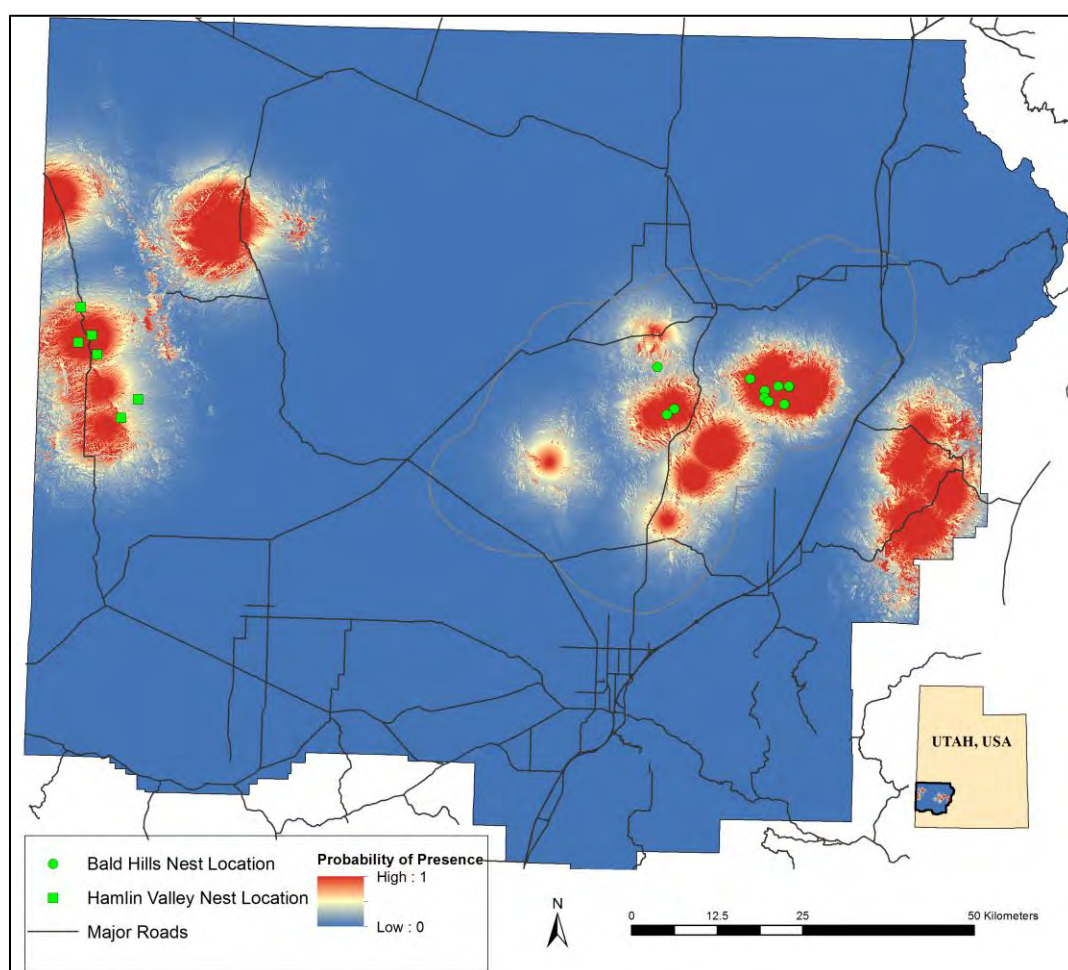 UTAH, USA
Bald Hills Nest Location
Hamlin Valley Nest Location
Major Roads
Probability of Presence
High : 1
Low : 0
N
0 12.5 25 50 Kilometers